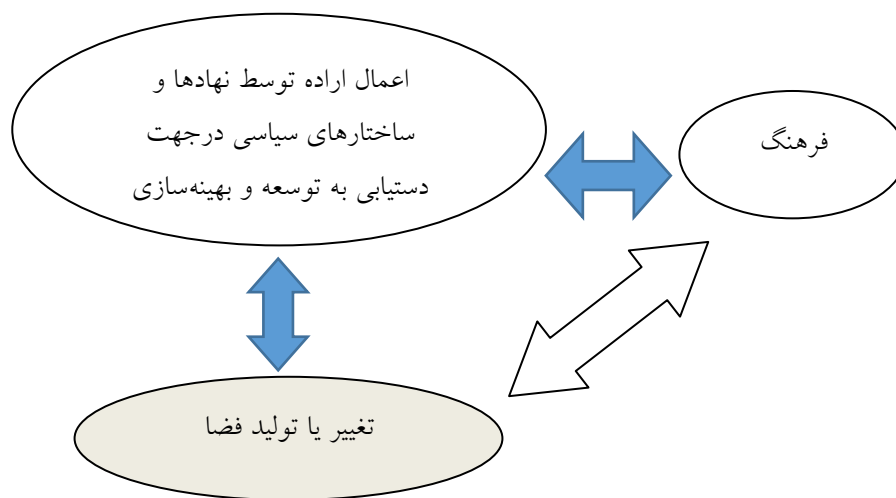 اعمال اراده توسط نهادها و
ساختارهای سیاسی درجهت
دستیابی به توسعه و بهینه‌سازی
فرهنگ
تغییر یا تولید فضا